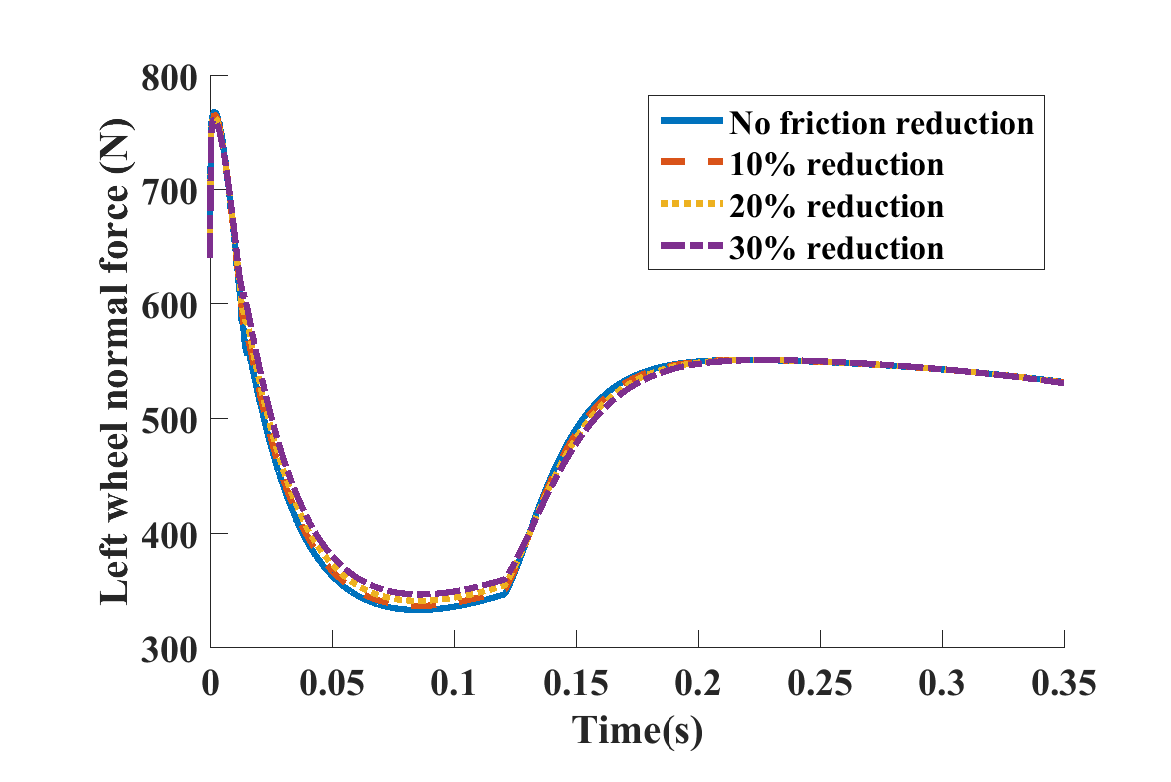 800
700
600
500
400
300
Left wheel normal force (N)
No friction reduction
10% reduction
20% reduction
30% reduction
0 0.05 0.1 0.15 0.2 0.25 0.3 0.35
Time(s)